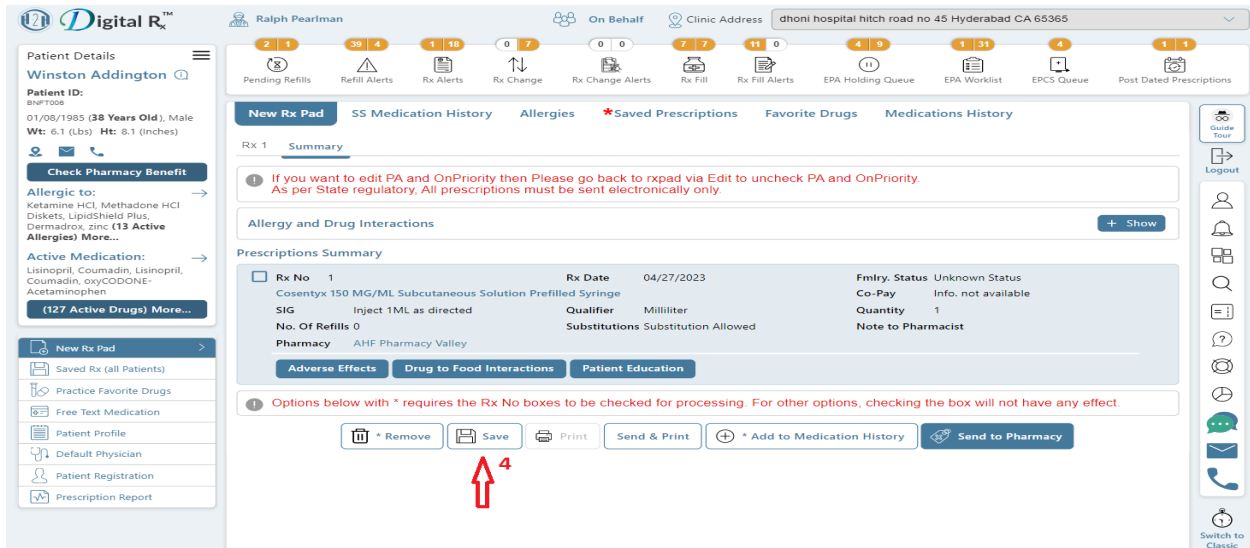 H2H Digital Rx™
Ralph Pearlman
On Behalf
Clinic Address
dhoni hospital hitch road no 45 Hyderabad CA 65365
Patient Details
Winston Addington
Patient ID:
BNFT006
01/08/1985 (38 Years Old), Male
Wt: 6.1 (Lbs) Ht: 8.1 (Inches)
Check Pharmacy Benefit
Allergic to:
Ketamine HCl, Methadone HCl
Diskets, LipidShield Plus,
Dermadrox, zinc (13 Active
Allergies) More...
Active Medication:
Lisinopril, Coumadin, Lisinopril,
Coumadin, oxyCODONE-
Acetaminophen
(127 Active Drugs) More...
New Rx Pad
Saved Rx (all Patients)
Practice Favorite Drugs
Free Text Medication
Patient Profile
Default Physician
Patient Registration
Prescription Report
2 1
Pending Refills
39 4
Refill Alerts
1 18
Rx Alerts
0 7
Rx Change
0 0
Rx Change Alerts
7 7
Rx Fill
11 0
Rx Fill Alerts
4 9
EPA Holding Queue
1 31
EPA Worklist
4
EPCS Queue
1 1
Post Dated Prescriptions
New Rx Pad
SS Medication History
Allergies
*Saved Prescriptions
Favorite Drugs
Medications History
Rx 1
Summary
If you want to edit PA and OnPriority then Please go back to rxpad via Edit to uncheck PA and OnPriority.
As per State regulatory, All prescriptions must be sent electronically only.
Allergy and Drug Interactions
+ Show
Prescriptions Summary
Rx No 1
Rx Date 04/27/2023
Fmlry. Status Unknown Status
Cosentyx 150 MG/ML Subcutaneous Solution Prefilled Syringe
Co-Pay Info. not available
SIG Inject 1ML as directed
Qualifier Milliliter
Quantity 1
No. Of Refills 0
Substitutions Substitution Allowed
Note to Pharmacist
Pharmacy AHF Pharmacy Valley
Adverse Effects
Drug to Food Interactions
Patient Education
Options below with * requires the Rx No boxes to be checked for processing. For other options, checking the box will not have any effect.
* Remove
Save
Print
Send & Print
* Add to Medication History
Send to Pharmacy
4
Guide
Tour
Logout
Switch to
Classic